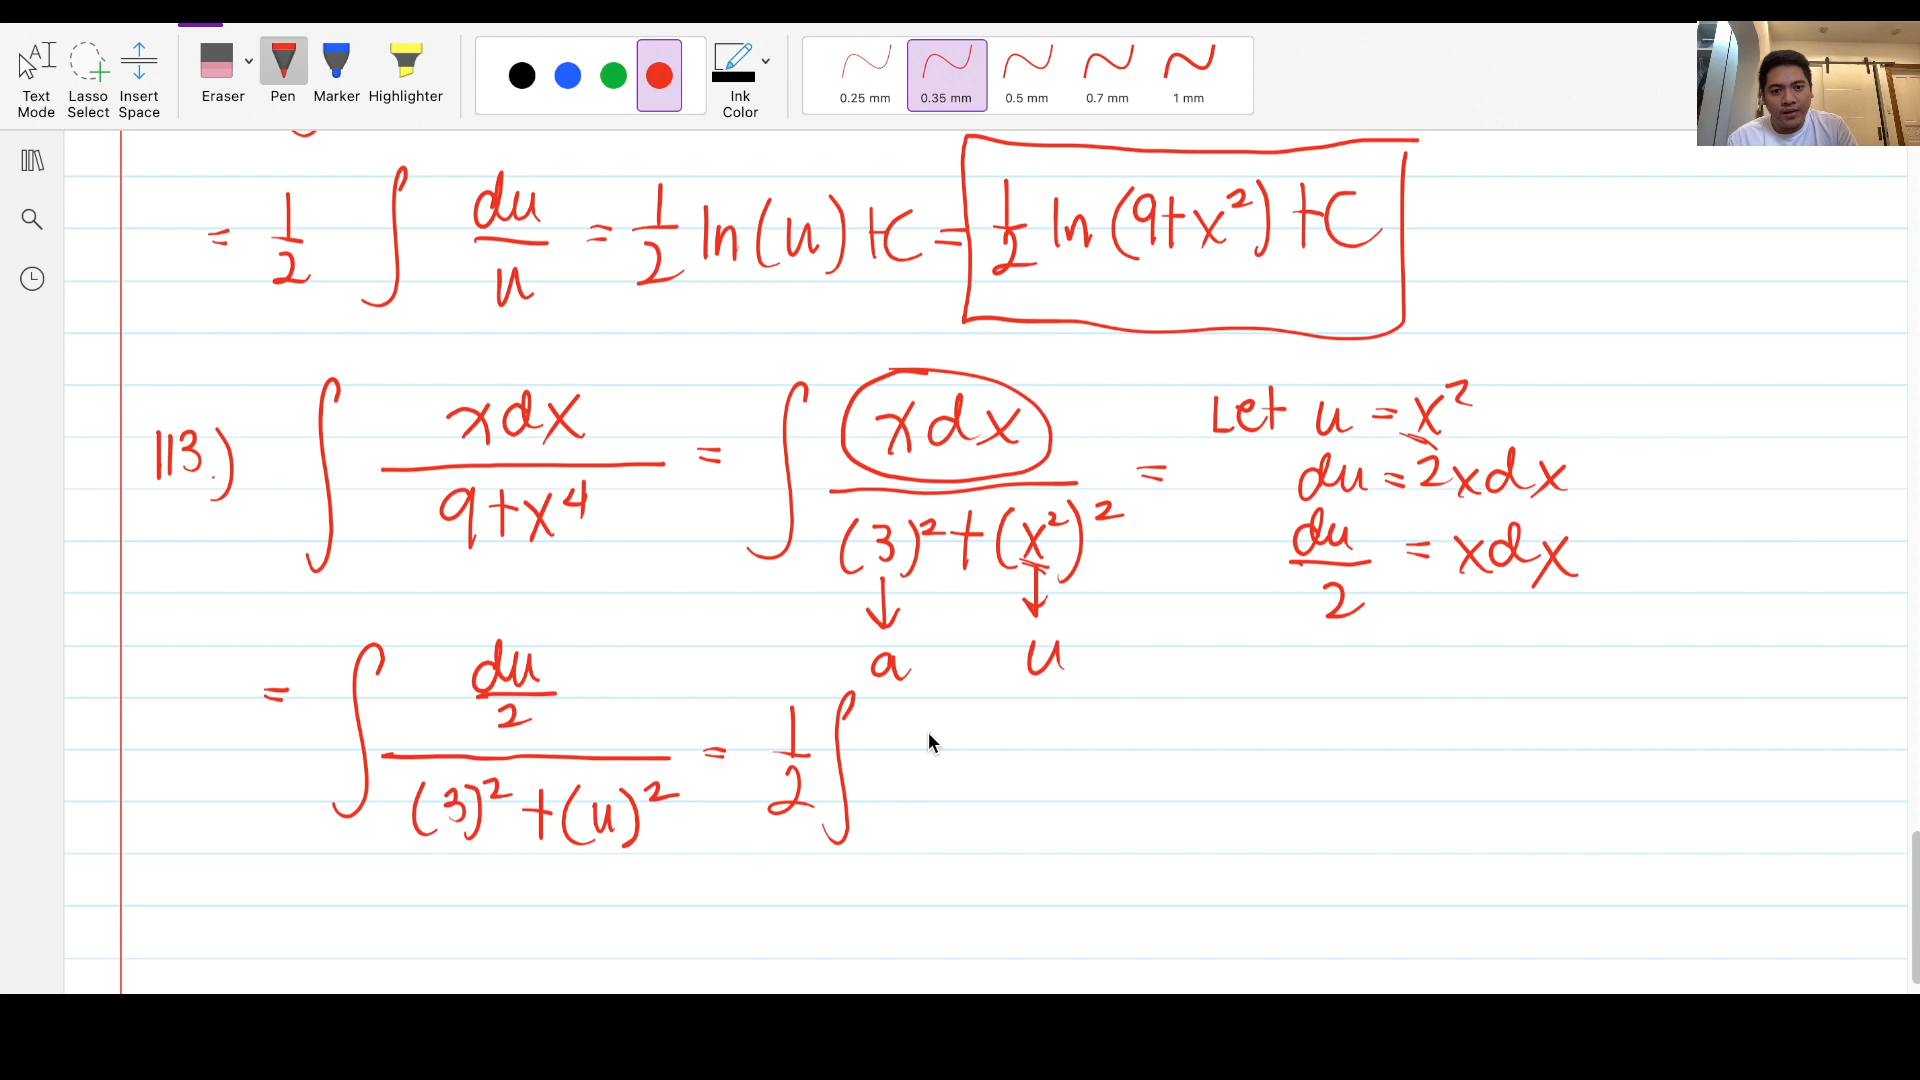 Text Mode
Lasso Select
Insert Space
Eraser
Pen
Marker
Highlighter
Ink Color
0.25 mm
0.35 mm
0.5 mm
0.7 mm
1 mm
= 1/2 ∫ du/u = 1/2 ln(u)+C = 1/2 ln(9+x²)+C
113.) ∫ xdx/(9+x⁴) = ∫ xdx/((3)²+(x²)²) =
a u
Let u = x²
du = 2xdx
du/2 = xdx
= ∫ (du/2)/((3)²+(u)²) = 1/2 ∫